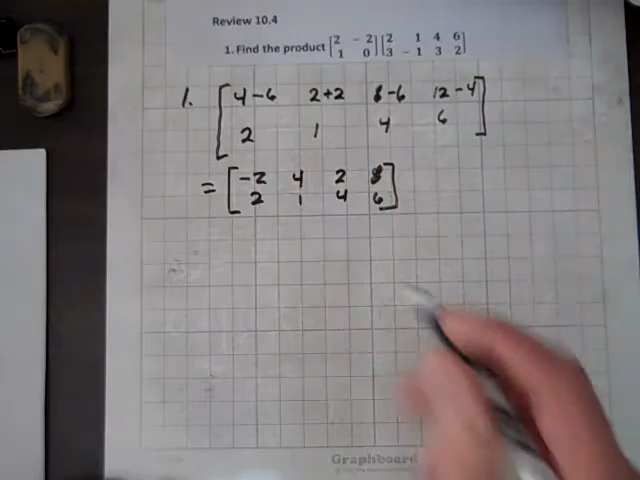 Review 10.4
1. Find the product [2 - 2] [2 1 4 6]
[1 0] [3 - 1 3 2]
1. [4-6 2+2 8-6 12-4]
[2 1 4 6]
= [-2 4 2 8]
[2 1 4 6]
Graphboard